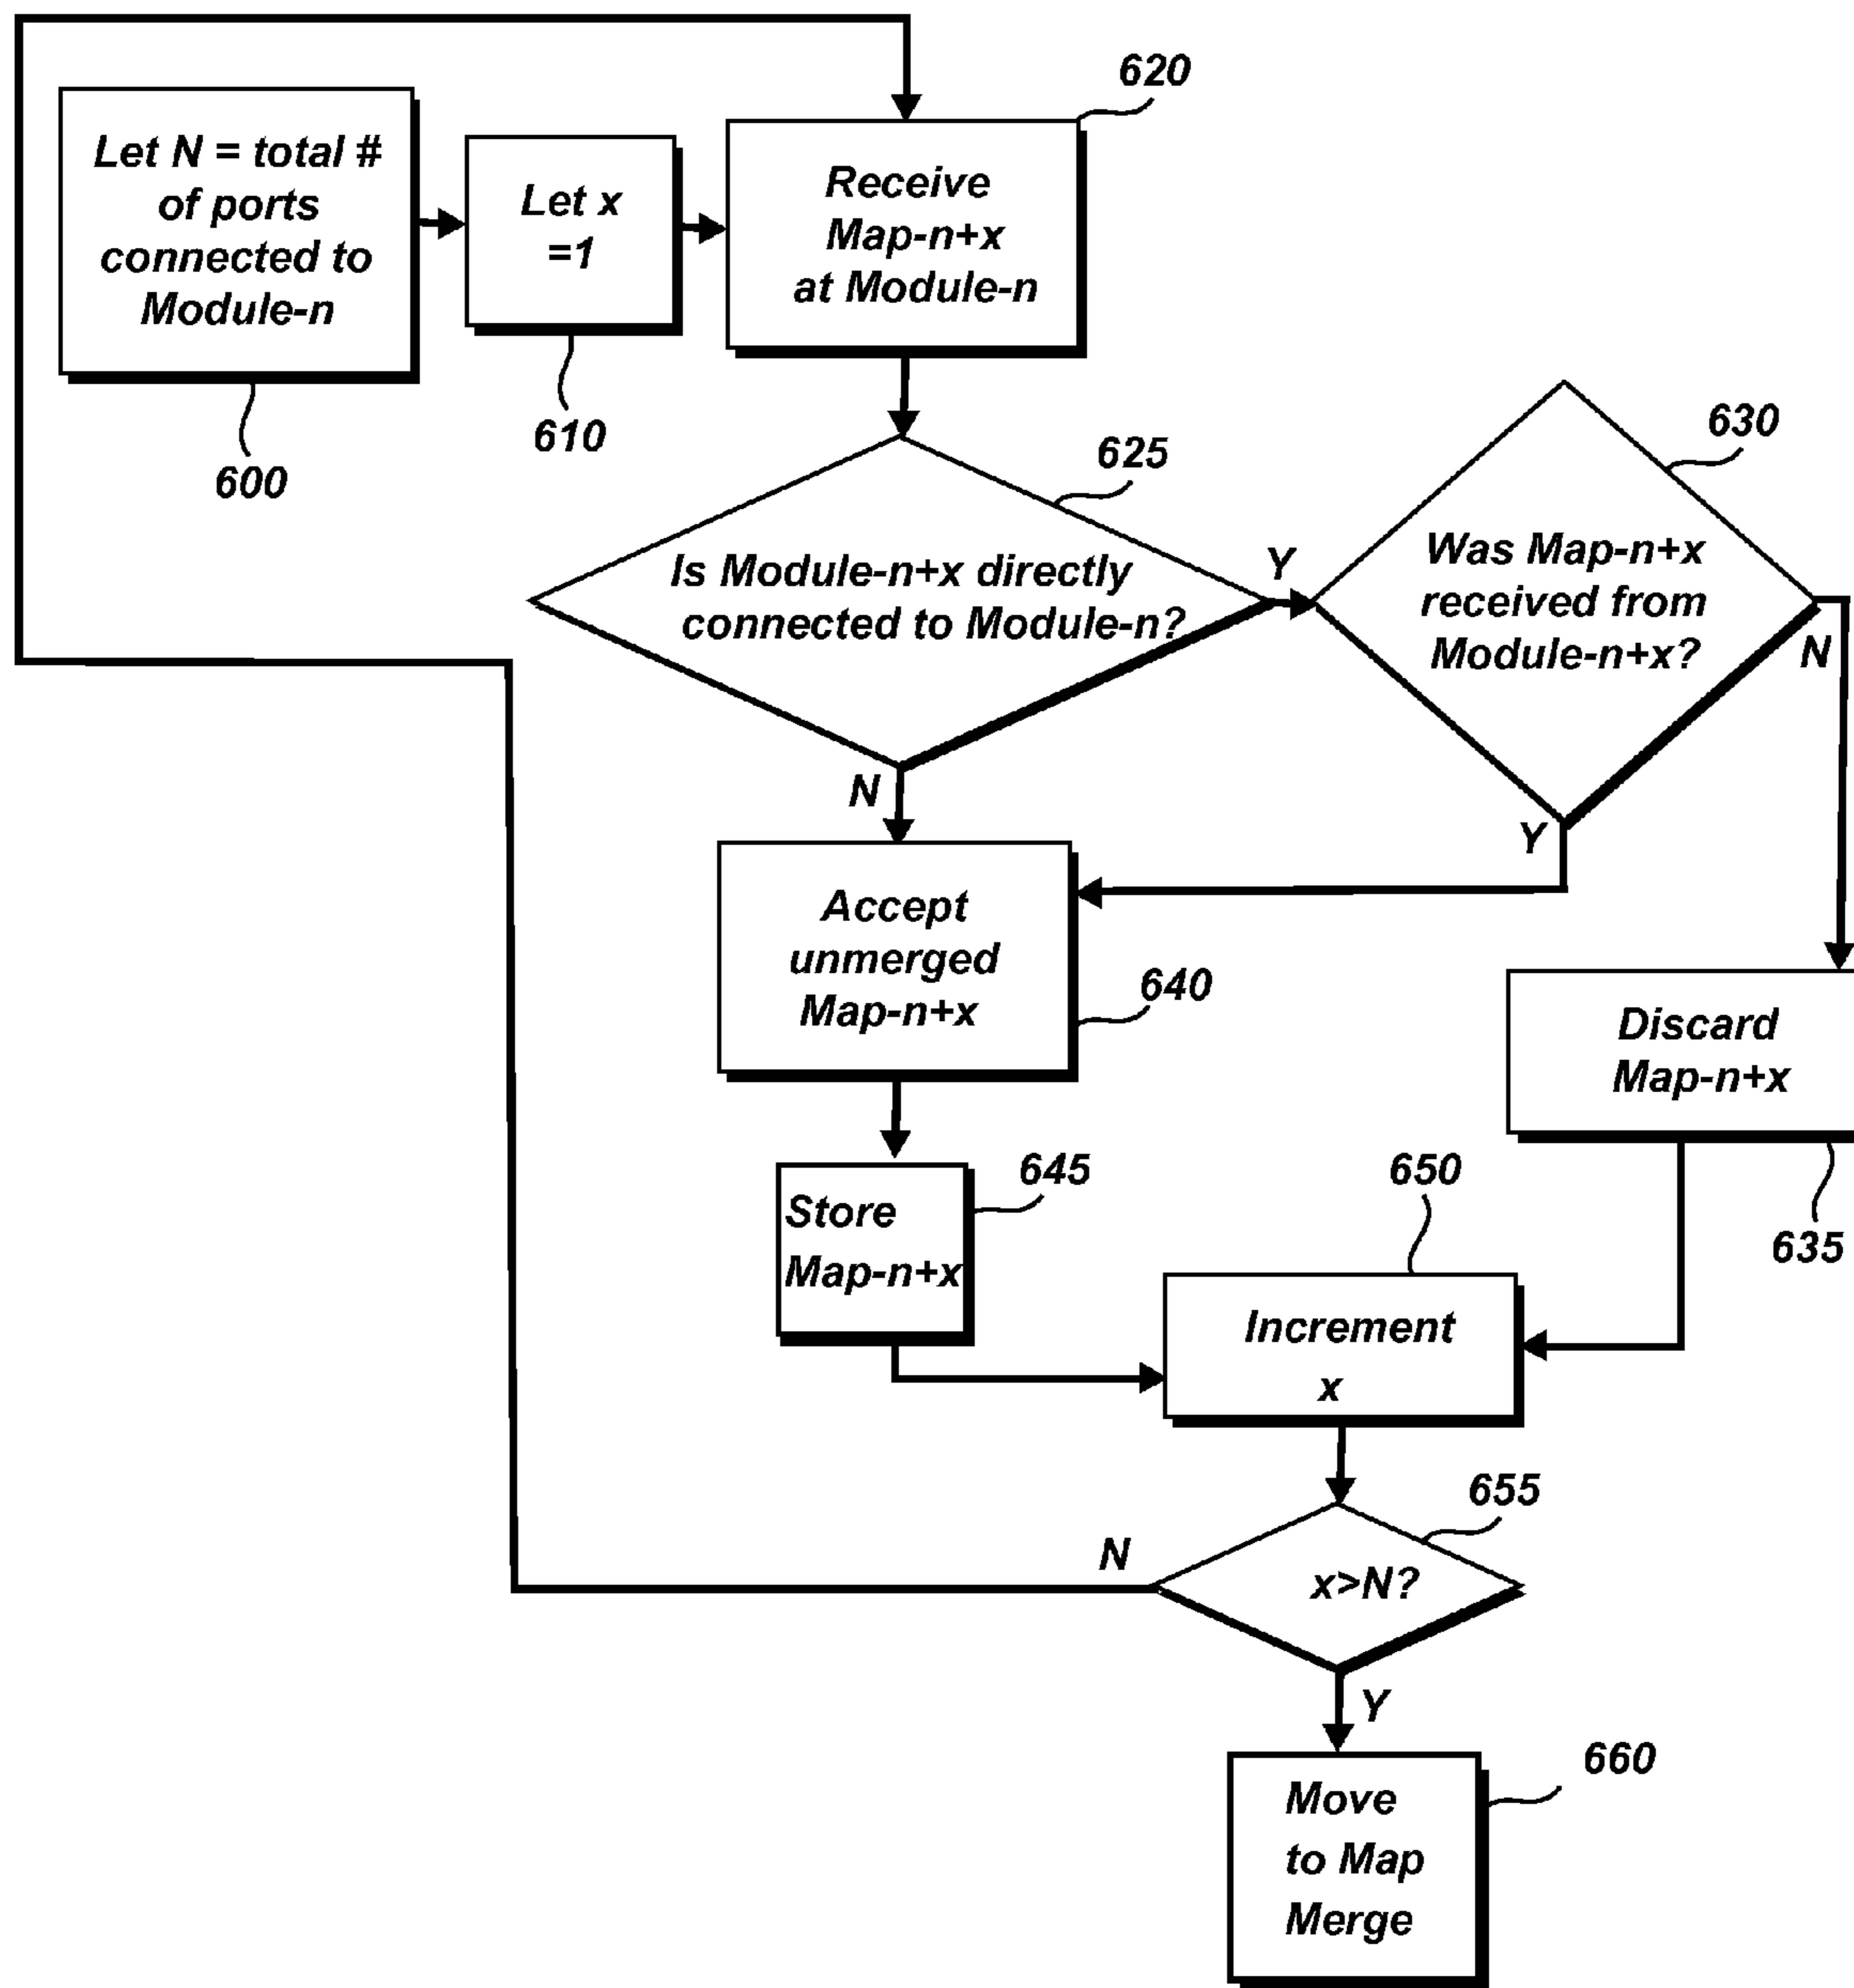 620
Let N = total #
of ports
connected to
Module-n
Let x
=1
Receive
Map-n+x
at Module-n
600
610
625
630
Is Module-n+x directly
connected to Module-n?
Y
Was Map-n+x
received from
Module-n+x?
N
N
Y
Accept
unmerged
Map-n+x
640
Discard
Map-n+x
635
Store
Map-n+x
645
650
Increment
x
655
N
x>N?
Y
660
Move
to Map
Merge